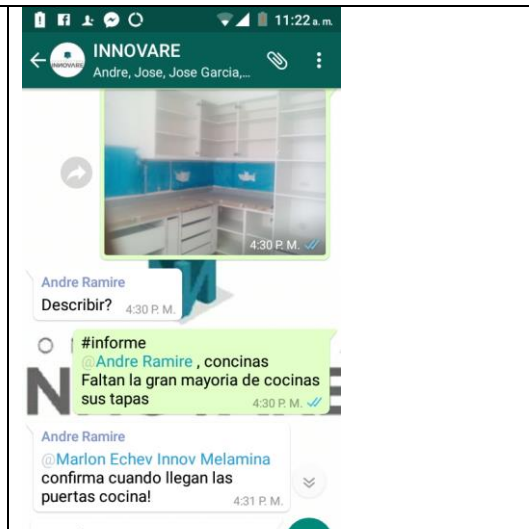 11:22 a. m.
INNOVARE
Andre, Jose, Jose Garcia,...
4:30 P. M.
Andre Ramire
Describir? 4:30 P. M.
#informe
@Andre Ramire , concinas
Faltan la gran mayoria de cocinas
sus tapas 4:30 P. M.
Andre Ramire
@Marlon Echev Innov Melamina
confirma cuando llegan las
puertas cocina! 4:31 P. M.